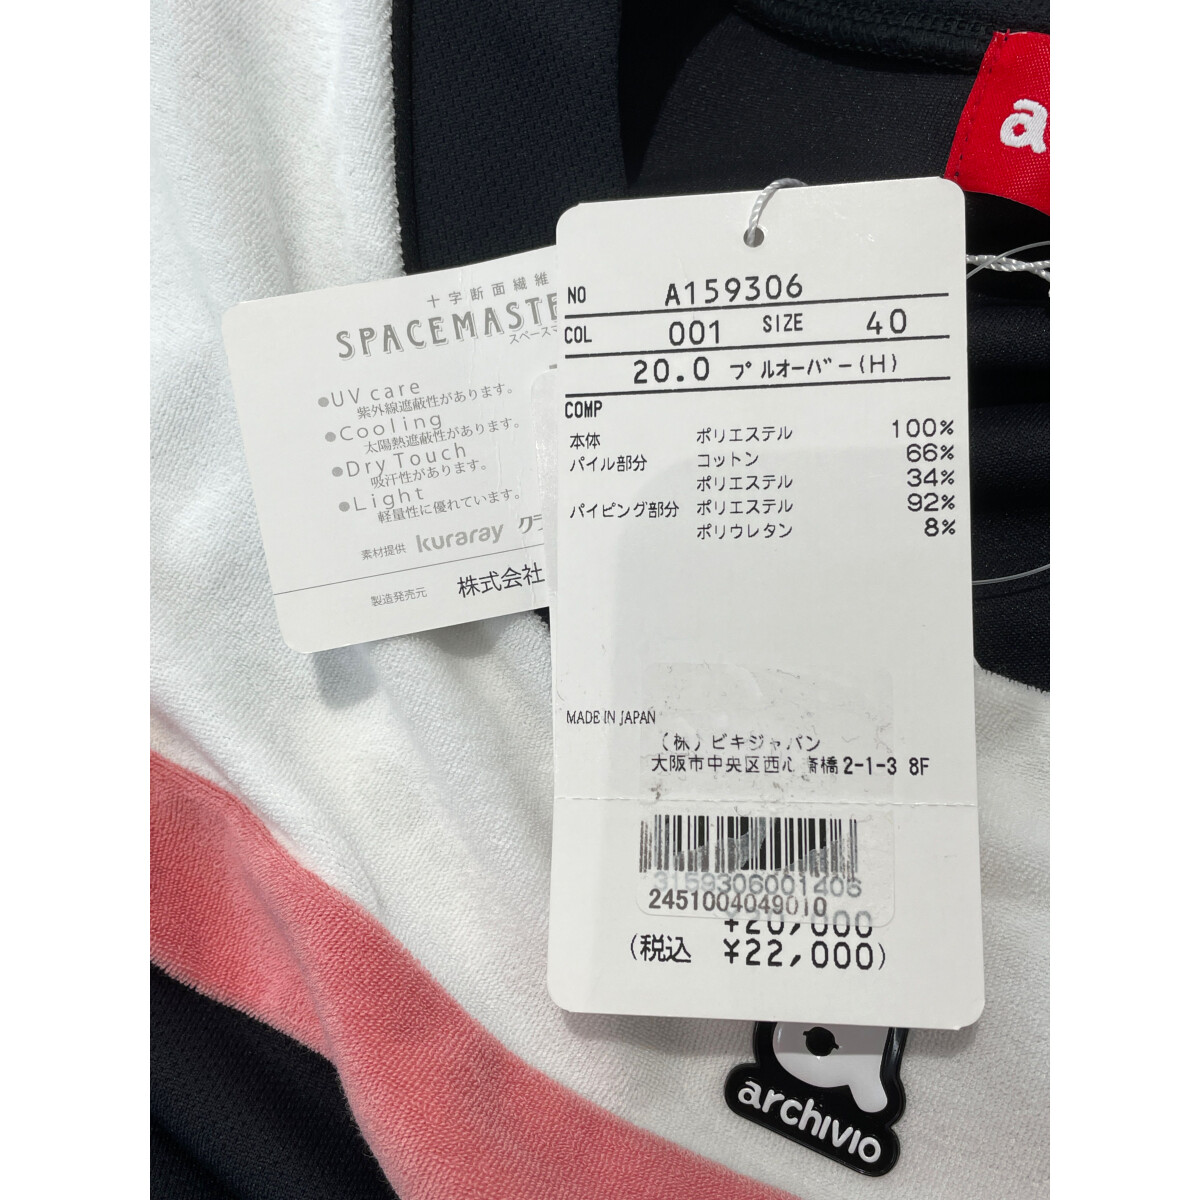 十字断面繊維
SPACEMASTE
スペースマ
●UV care
紫外線遮蔽性があります。
●Cooling
太陽熱遮蔽性があります。
●Dry Touch
吸汗性があります。
●Light
軽量性に優れています。
素材提供 kuraray クラ
製造発売元 株式会社
NO A159306
COL 001 SIZE 40
20.0 プルオーバー(H)
COMP
本体 ポリエステル 100%
パイル部分 コットン 66%
ポリエステル 34%
パイピング部分 ポリエステル 92%
ポリウレタン 8%
MADE IN JAPAN
(株)ビキジャパン
大阪市中央区西心斎橋2-1-3 8F
3159306001406
2451004049010
¥20,000
(税込 ¥22,000)
a
archivio